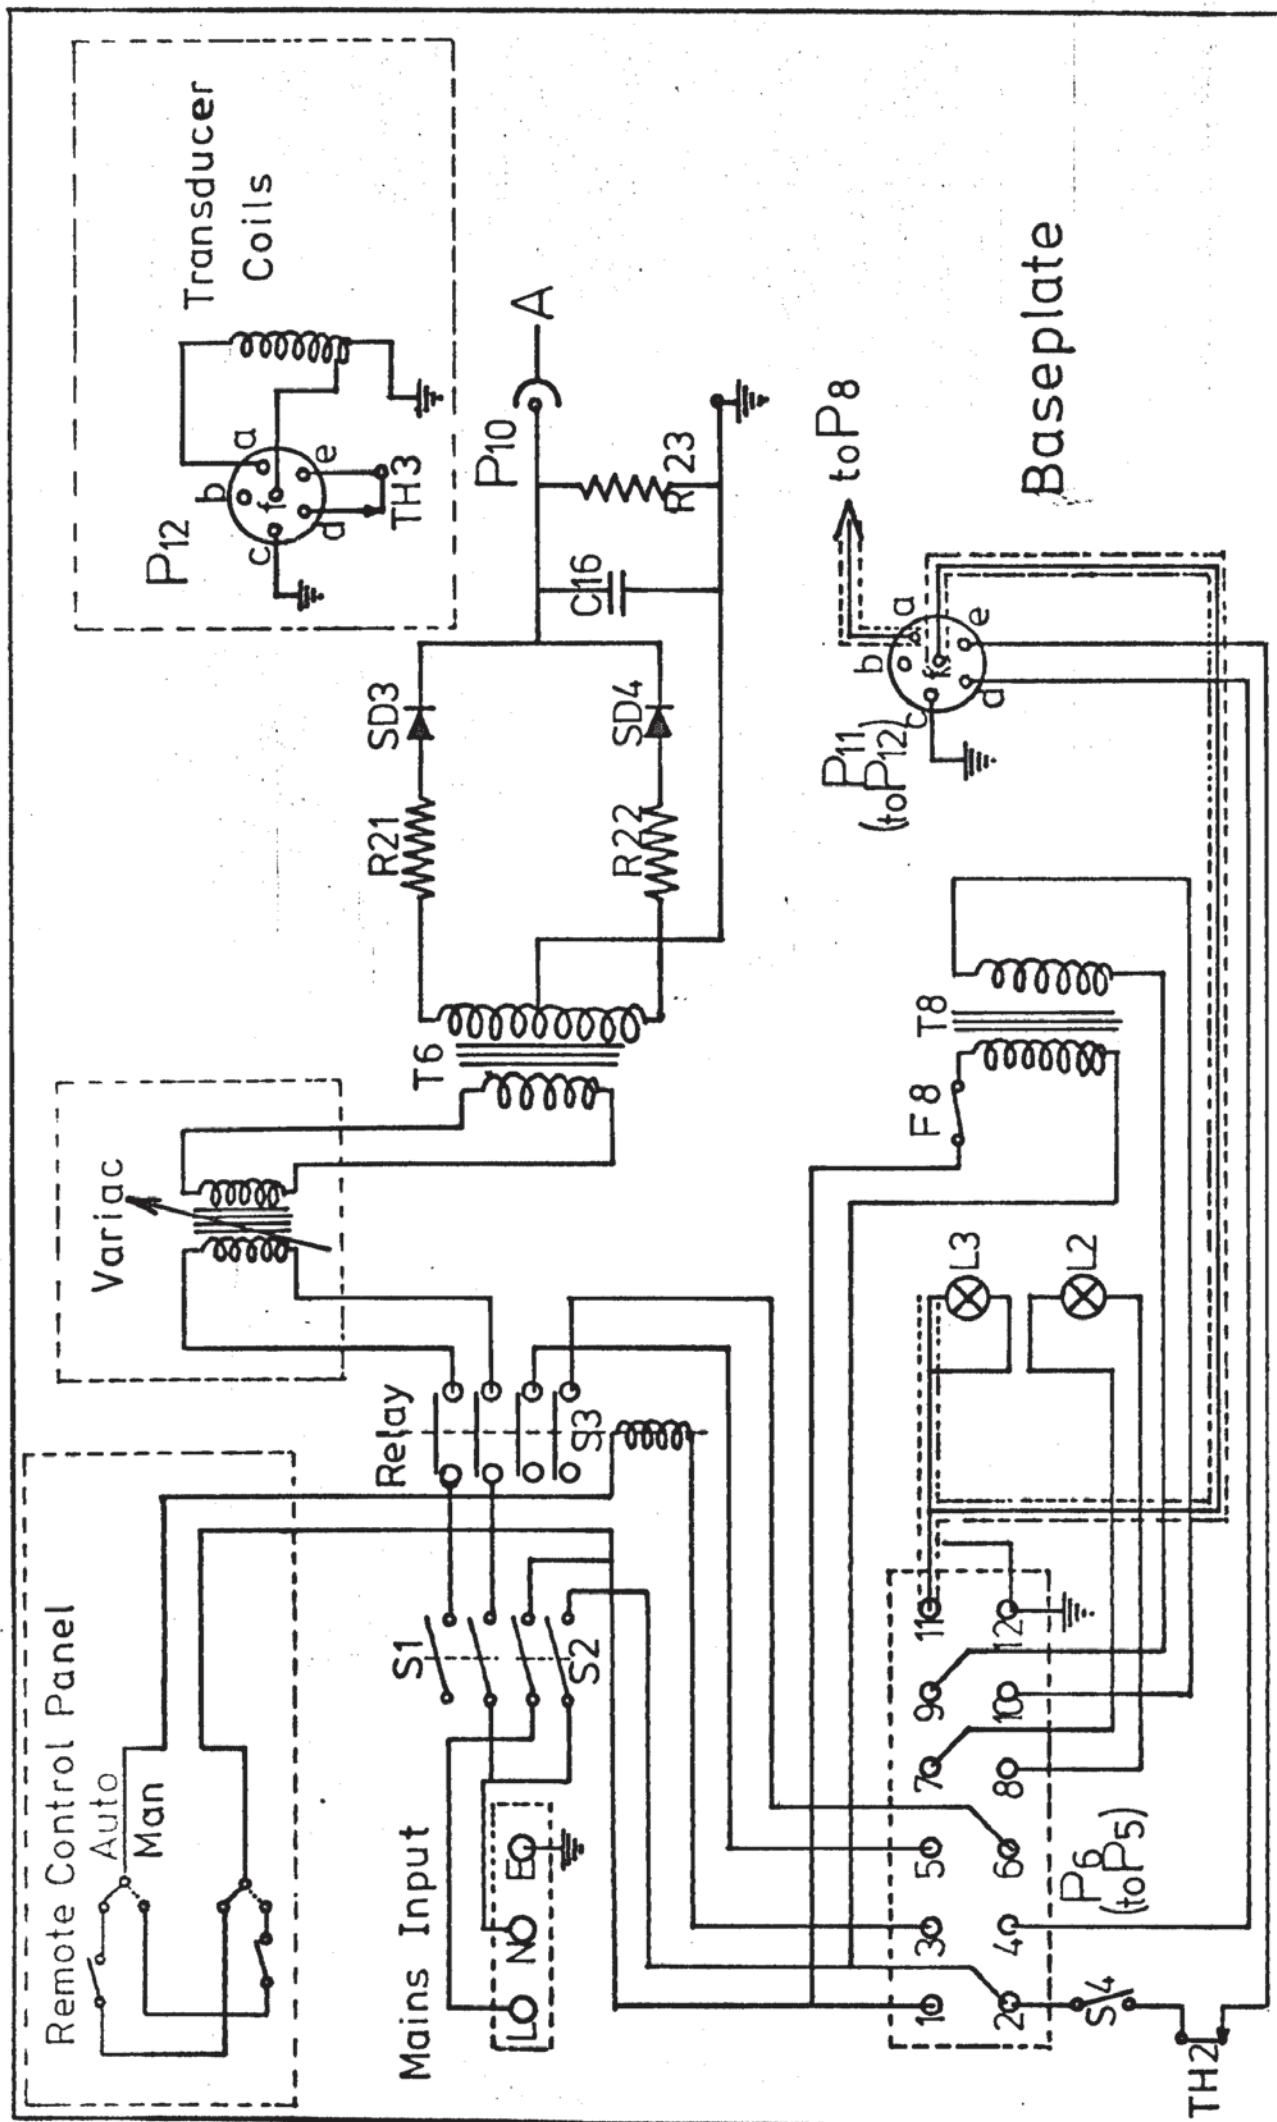 Remote Control Panel
Auto
Man
Variac
P12
a
b
c
d
e
f
TH3
Transducer
Coils
Mains Input
L
N
E
S1
S2
Relay
S3
T6
R21
SD3
R22
SD4
C16
R23
P10
A
1
2
3
4
5
6
7
8
9
10
11
12
P6
(toP5)
S4
TH2
L3
L2
F8
T8
P11
(toP12)
a
b
c
d
e
f
toP8
Baseplate